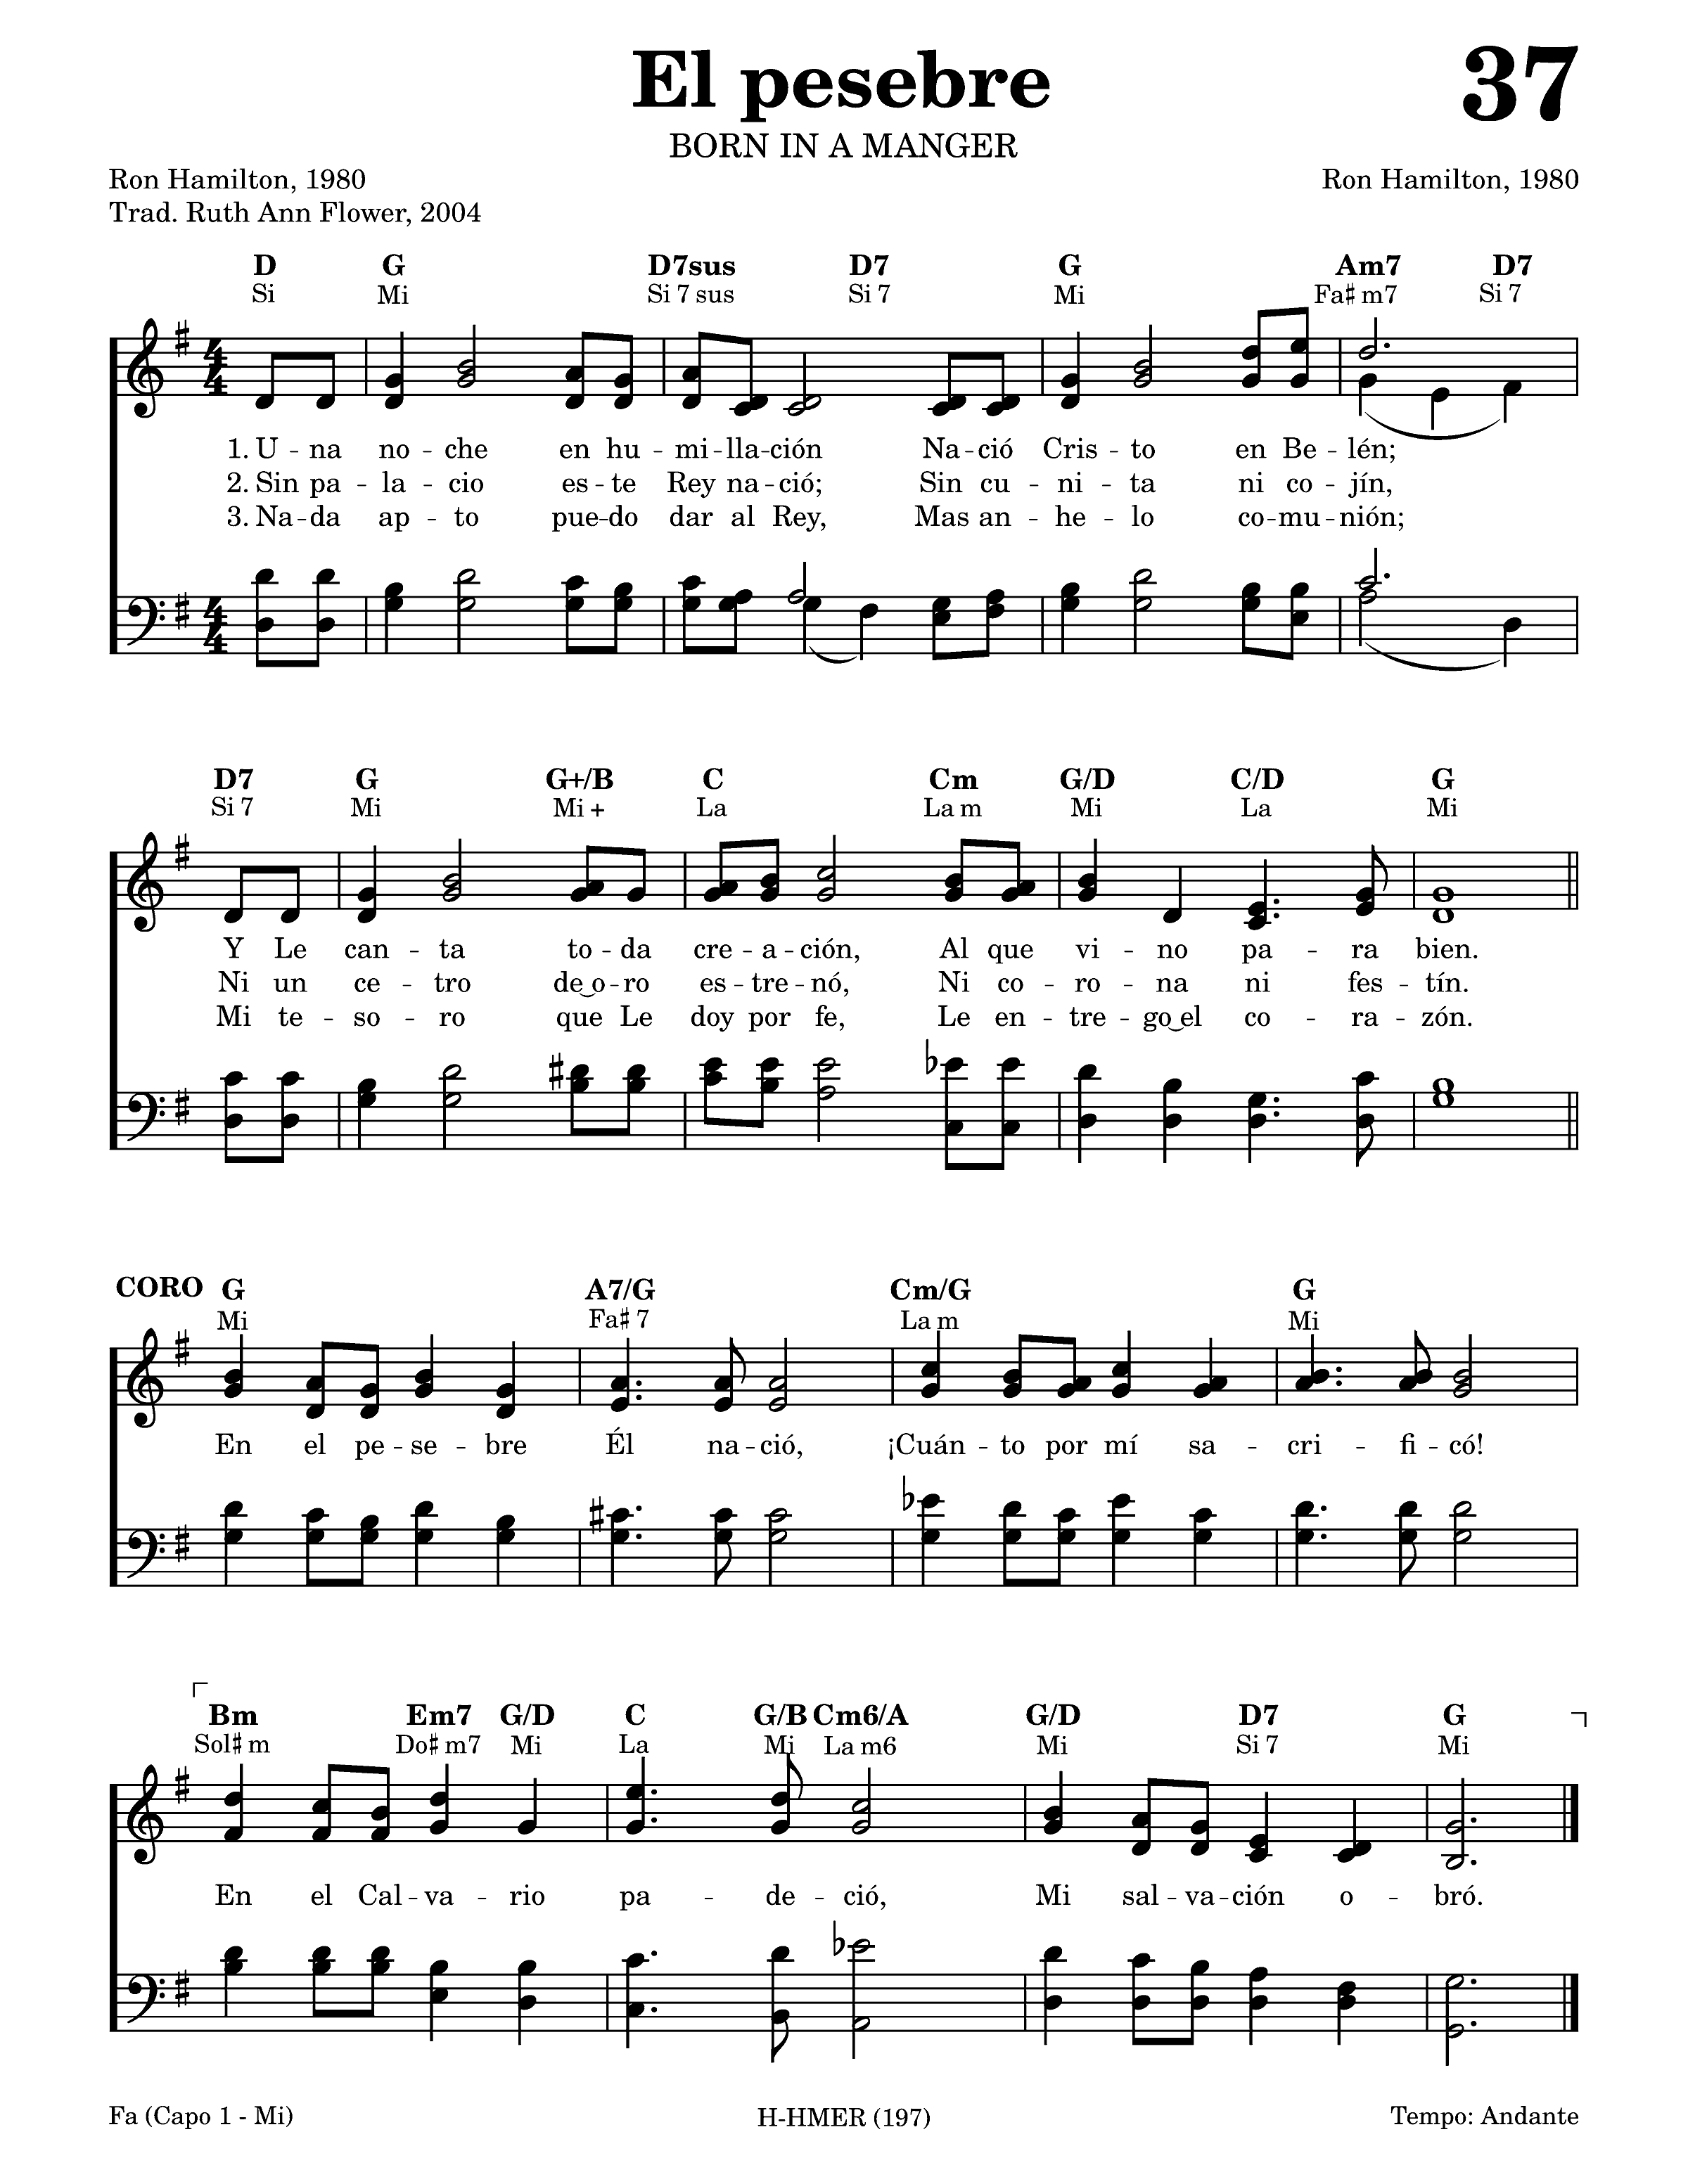 El pesebre
37
BORN IN A MANGER
Ron Hamilton, 1980
Ron Hamilton, 1980
Trad. Ruth Ann Flower, 2004
D G D7sus D7 G Am7 D7
Si Mi Si 7 sus Si 7 Mi Fa♯ m7 Si 7
4 4
1. U -- na no -- che en hu -- mi -- lla -- ción Na -- ció Cris -- to en Be -- lén;
2. Sin pa -- la -- cio es -- te Rey na -- ció; Sin cu -- ni -- ta ni co -- jín,
3. Na -- da ap -- to pue -- do dar al Rey, Mas an -- he -- lo co -- mu -- nión;
4 4
D7 G G+/B C Cm G/D C/D G
Si 7 Mi Mi + La La m Mi La Mi
Y Le can -- ta to -- da cre -- a -- ción, Al que vi -- no pa -- ra bien.
Ni un ce -- tro de‿o -- ro es -- tre -- nó, Ni co -- ro -- na ni fes -- tín.
Mi te -- so -- ro que Le doy por fe, Le en -- tre -- go‿el co -- ra -- zón.
CORO G A7/G Cm/G G
Mi Fa♯ 7 La m Mi
En el pe -- se -- bre Él na -- ció, ¡Cuán -- to por mí sa -- cri -- fi -- có!
Bm Em7 G/D C G/B Cm6/A G/D D7 G
Sol♯ m Do♯ m7 Mi La Mi La m6 Mi Si 7 Mi
En el Cal -- va -- rio pa -- de -- ció, Mi sal -- va -- ción o -- bró.
Fa (Capo 1 - Mi)
H-HMER (197)
Tempo: Andante